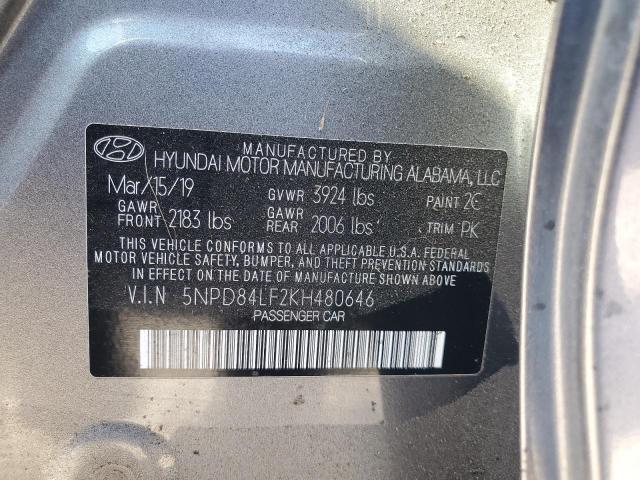 MANUFACTURED BY
HYUNDAI MOTOR MANUFACTURING ALABAMA, LLC
Mar/15/19 GVWR 3924 lbs PAINT 2C
GAWR FRONT 2183 lbs GAWR REAR 2006 lbs TRIM PK
THIS VEHICLE CONFORMS TO ALL APPLICABLE U.S.A. FEDERAL
MOTOR VEHICLE SAFETY, BUMPER, AND THEFT PREVENTION STANDARDS
IN EFFECT ON THE DATE OF MANUFACTURE SHOWN ABOVE
V.I.N 5NPD84LF2KH480646
PASSENGER CAR